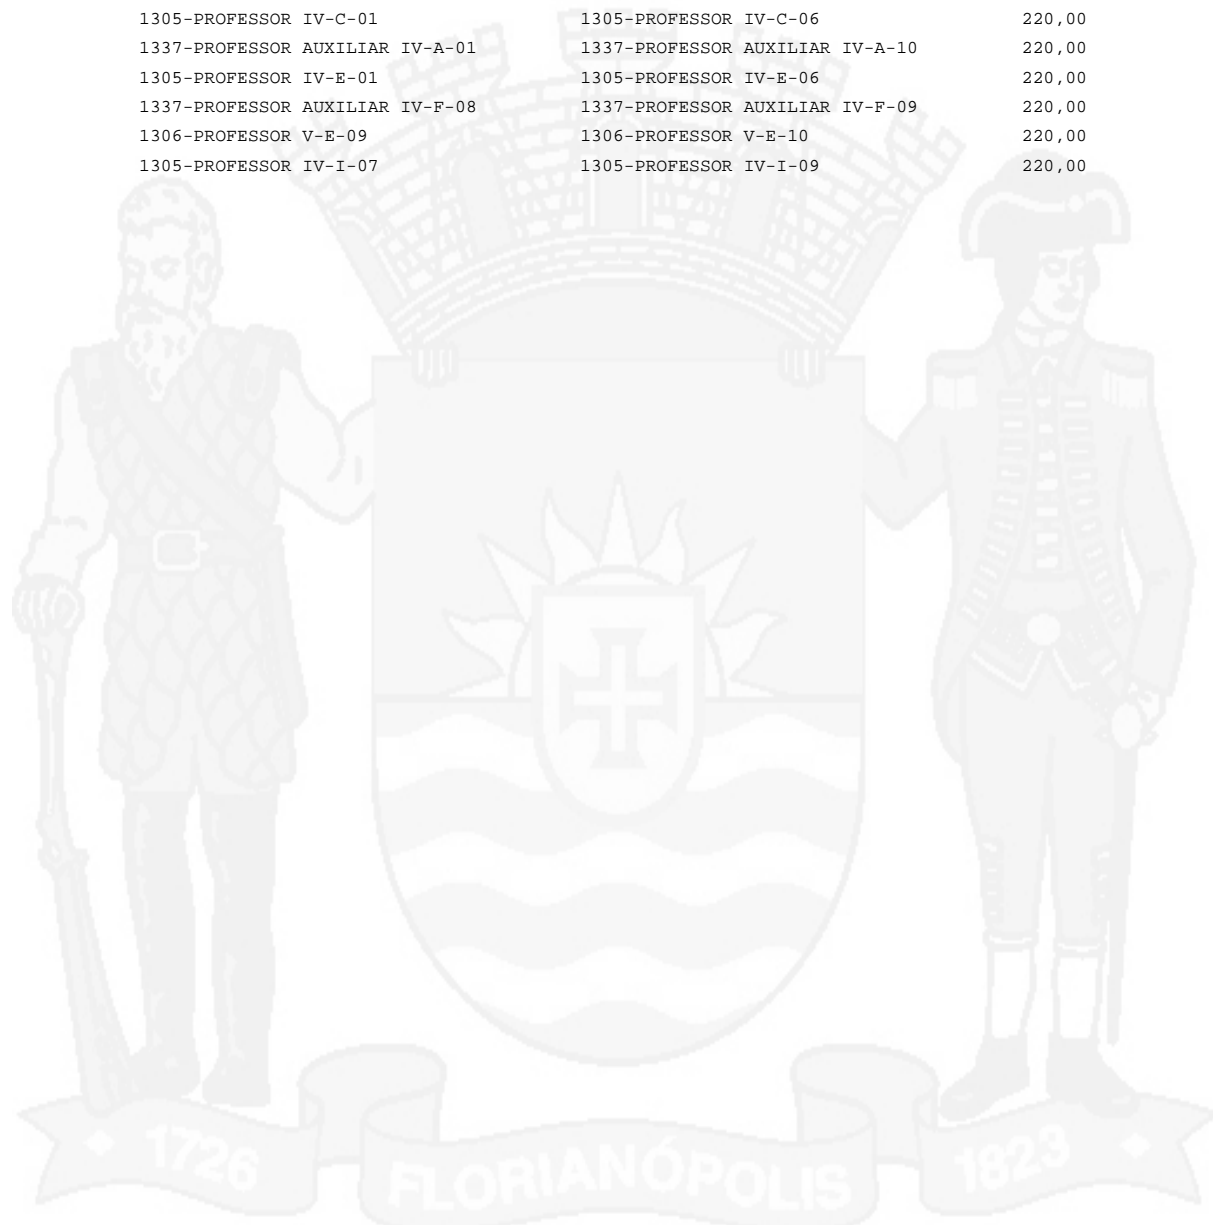 1305-PROFESSOR IV-C-01 1305-PROFESSOR IV-C-06 220,00
1337-PROFESSOR AUXILIAR IV-A-01 1337-PROFESSOR AUXILIAR IV-A-10 220,00
1305-PROFESSOR IV-E-01 1305-PROFESSOR IV-E-06 220,00
1337-PROFESSOR AUXILIAR IV-F-08 1337-PROFESSOR AUXILIAR IV-F-09 220,00
1306-PROFESSOR V-E-09 1306-PROFESSOR V-E-10 220,00
1305-PROFESSOR IV-I-07 1305-PROFESSOR IV-I-09 220,00
1726 FLORIANÓPOLIS 1823